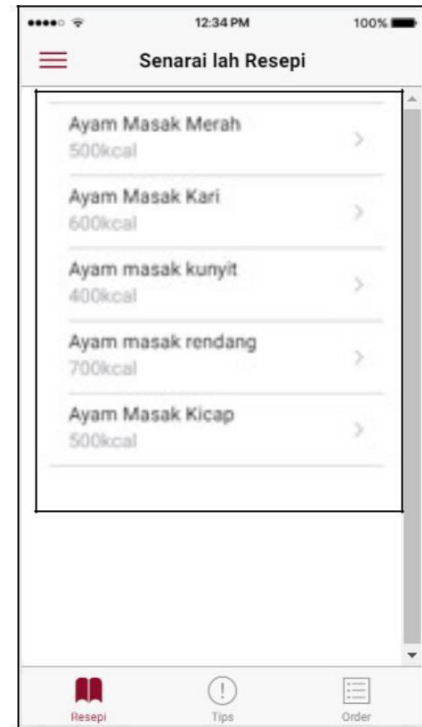 12:34 PM
100%
Senarai lah Resepi
Ayam Masak Merah
500kcal
Ayam Masak Kari
600kcal
Ayam masak kunyit
400kcal
Ayam masak rendang
700kcal
Ayam Masak Kicap
500kcal
Resepi
Tips
Order